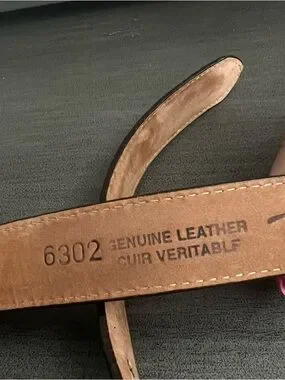 6302 GENUINE LEATHER
CUIR VERITABLE